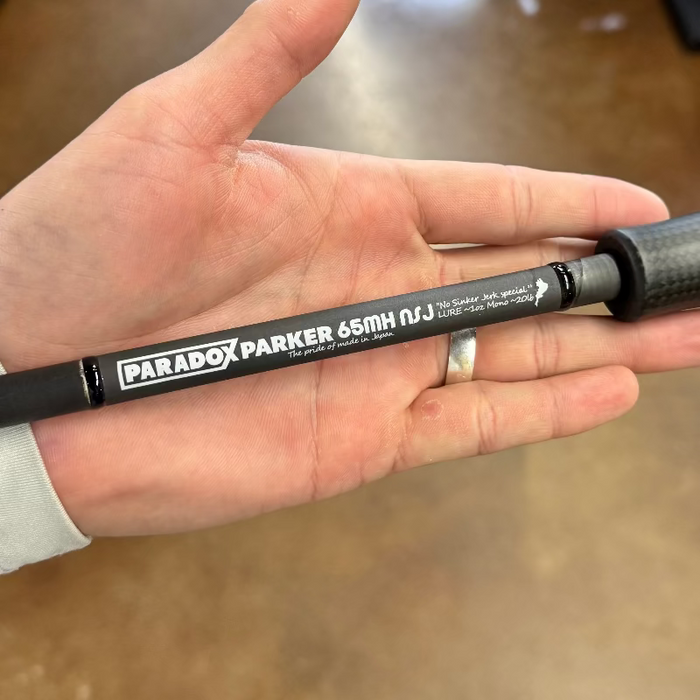 PARADOX PARKER 65MH NSJ
The pride of made in Japan
"No Sinker Jerk special"
LURE ~1oz Mono ~20lb